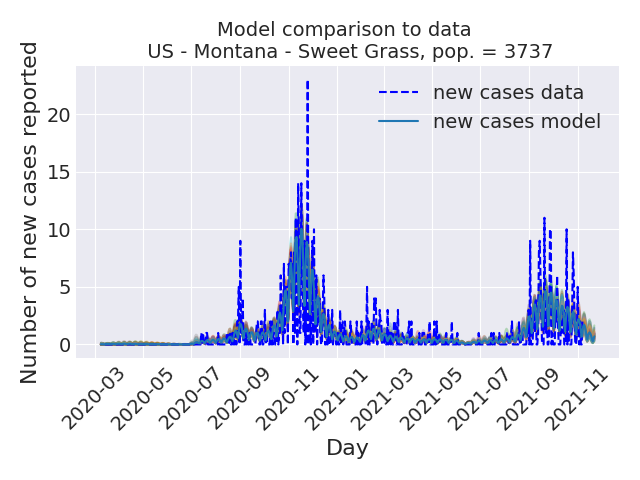 Model comparison to data
US - Montana - Sweet Grass, pop. = 3737
Number of new cases reported
20
15
10
5
0
new cases data
new cases model
2020-03
2020-05
2020-07
2020-09
2020-11
2021-01
2021-03
2021-05
2021-07
2021-09
2021-11
Day